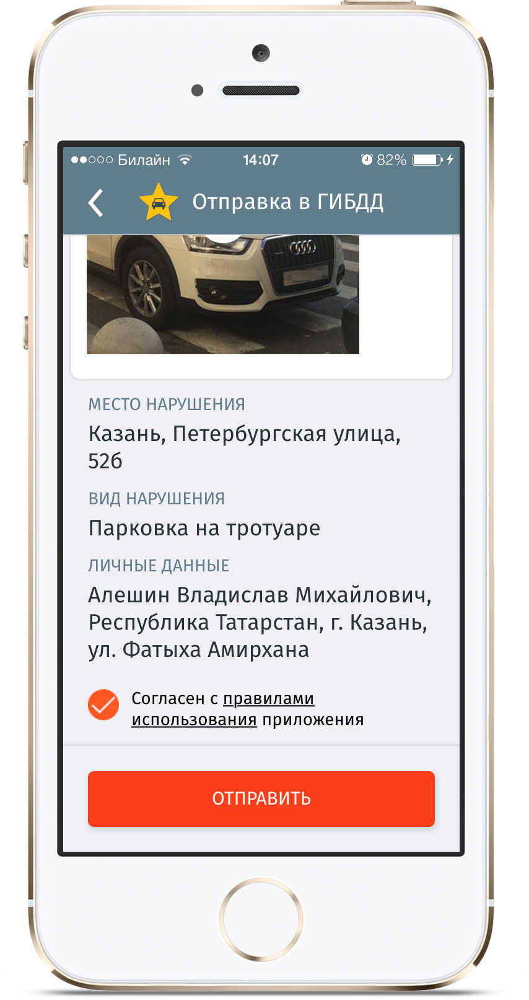 Билайн 14:07 82%
Отправка в ГИБДД
МЕСТО НАРУШЕНИЯ
Казань, Петербургская улица,
52б
ВИД НАРУШЕНИЯ
Парковка на тротуаре
ЛИЧНЫЕ ДАННЫЕ
Алешин Владислав Михайлович,
Республика Татарстан, г. Казань,
ул. Фатыха Амирхана
Согласен с правилами
использования приложения
ОТПРАВИТЬ